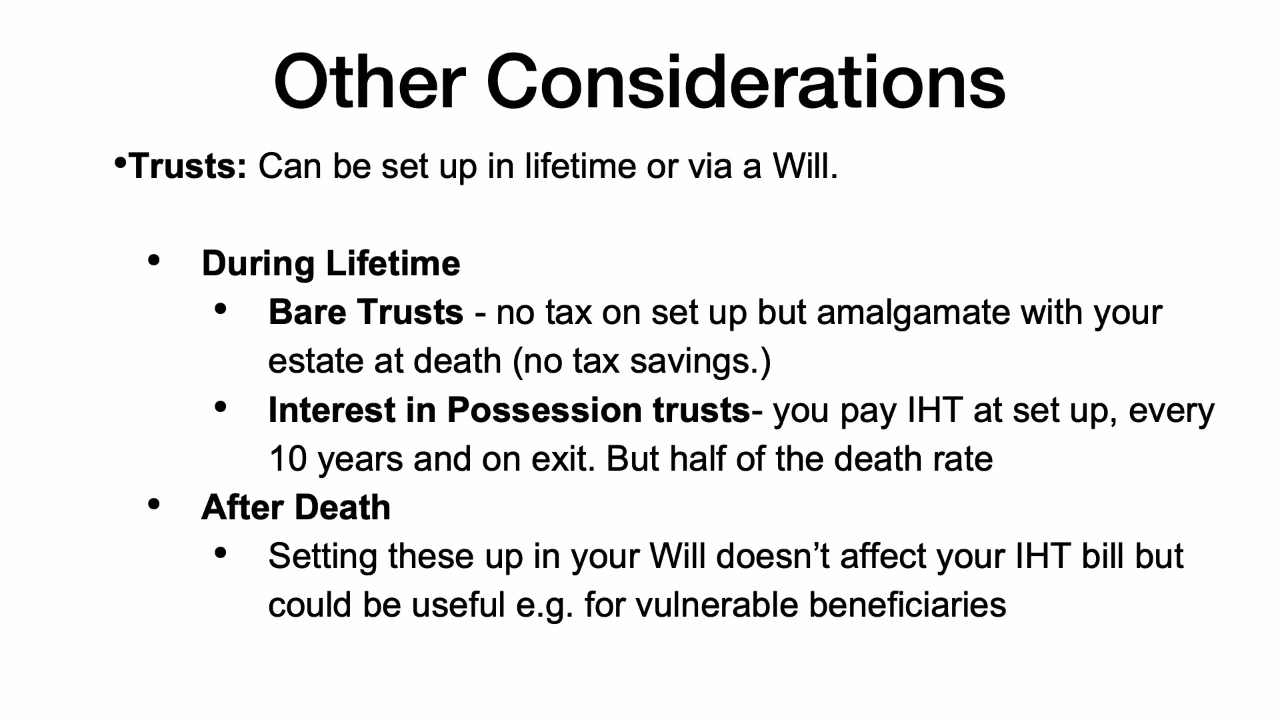 Other Considerations
•Trusts: Can be set up in lifetime or via a Will.
• During Lifetime
• Bare Trusts - no tax on set up but amalgamate with your
estate at death (no tax savings.)
• Interest in Possession trusts- you pay IHT at set up, every
10 years and on exit. But half of the death rate
• After Death
• Setting these up in your Will doesn’t affect your IHT bill but
could be useful e.g. for vulnerable beneficiaries